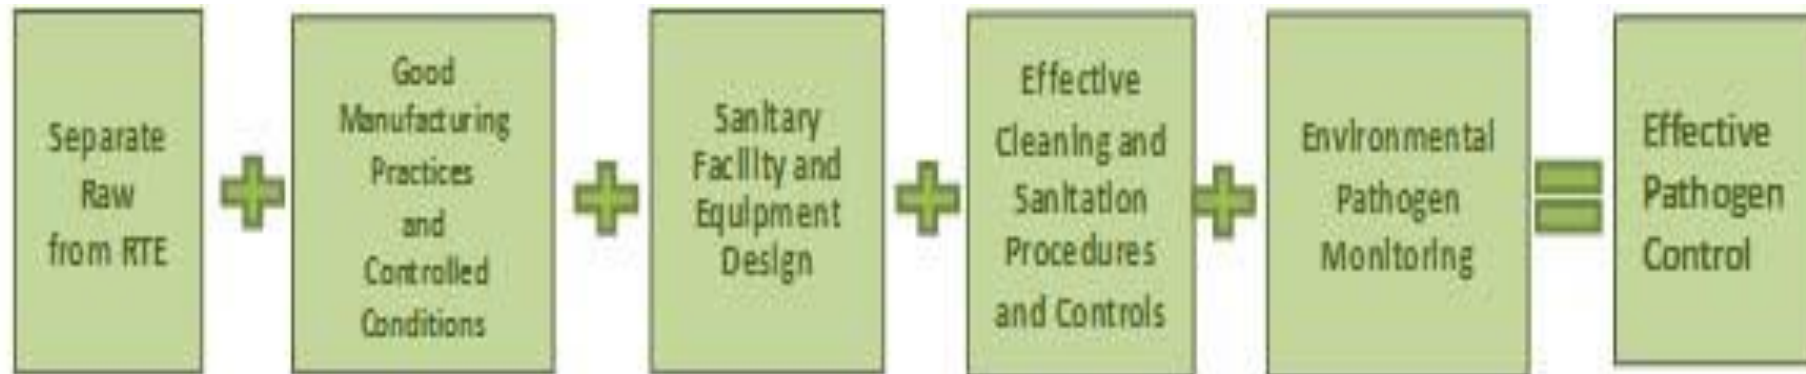 Separate
Raw
from RTE
Good
Manufacturing
Practices
and
Controlled
Conditions
Sanitary
Facility and
Equipment
Design
Effective
Cleaning and
Sanitation
Procedures
and Controls
Environmental
Pathogen
Monitoring
Effective
Pathogen
Control